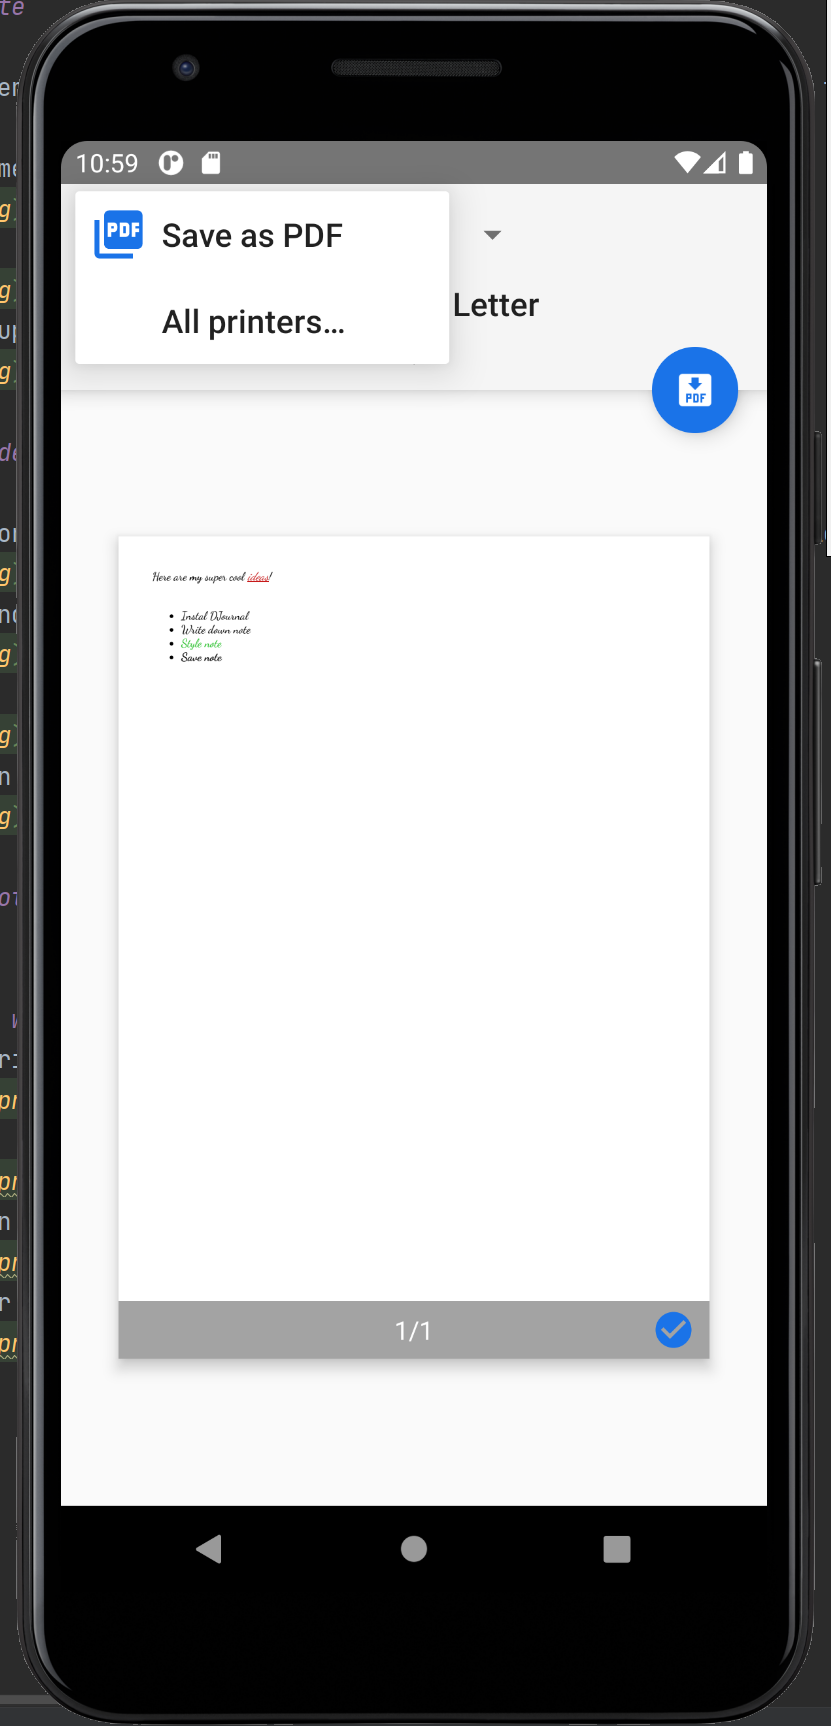 10:59
PDF Save as PDF
Letter
All printers...
PDF
Here are my super cool ideas!
• Instal DJournal
• Write down note
• Style note
• Save note
1/1